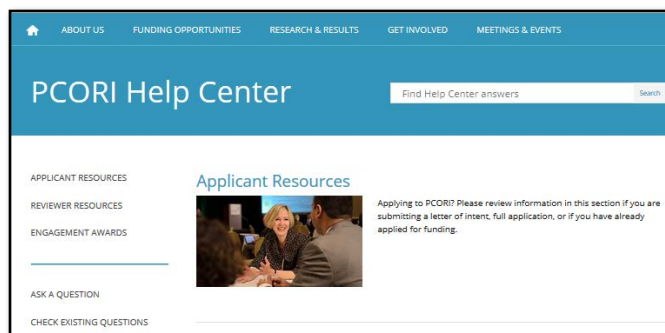 ABOUT US FUNDING OPPORTUNITIES RESEARCH & RESULTS GET INVOLVED MEETINGS & EVENTS
PCORI Help Center
Find Help Center answers Search
APPLICANT RESOURCES
REVIEWER RESOURCES
ENGAGEMENT AWARDS
ASK A QUESTION
CHECK EXISTING QUESTIONS
Applicant Resources
Applying to PCORI? Please review information in this section if you are
submitting a letter of intent, full application, or if you have already
applied for funding.